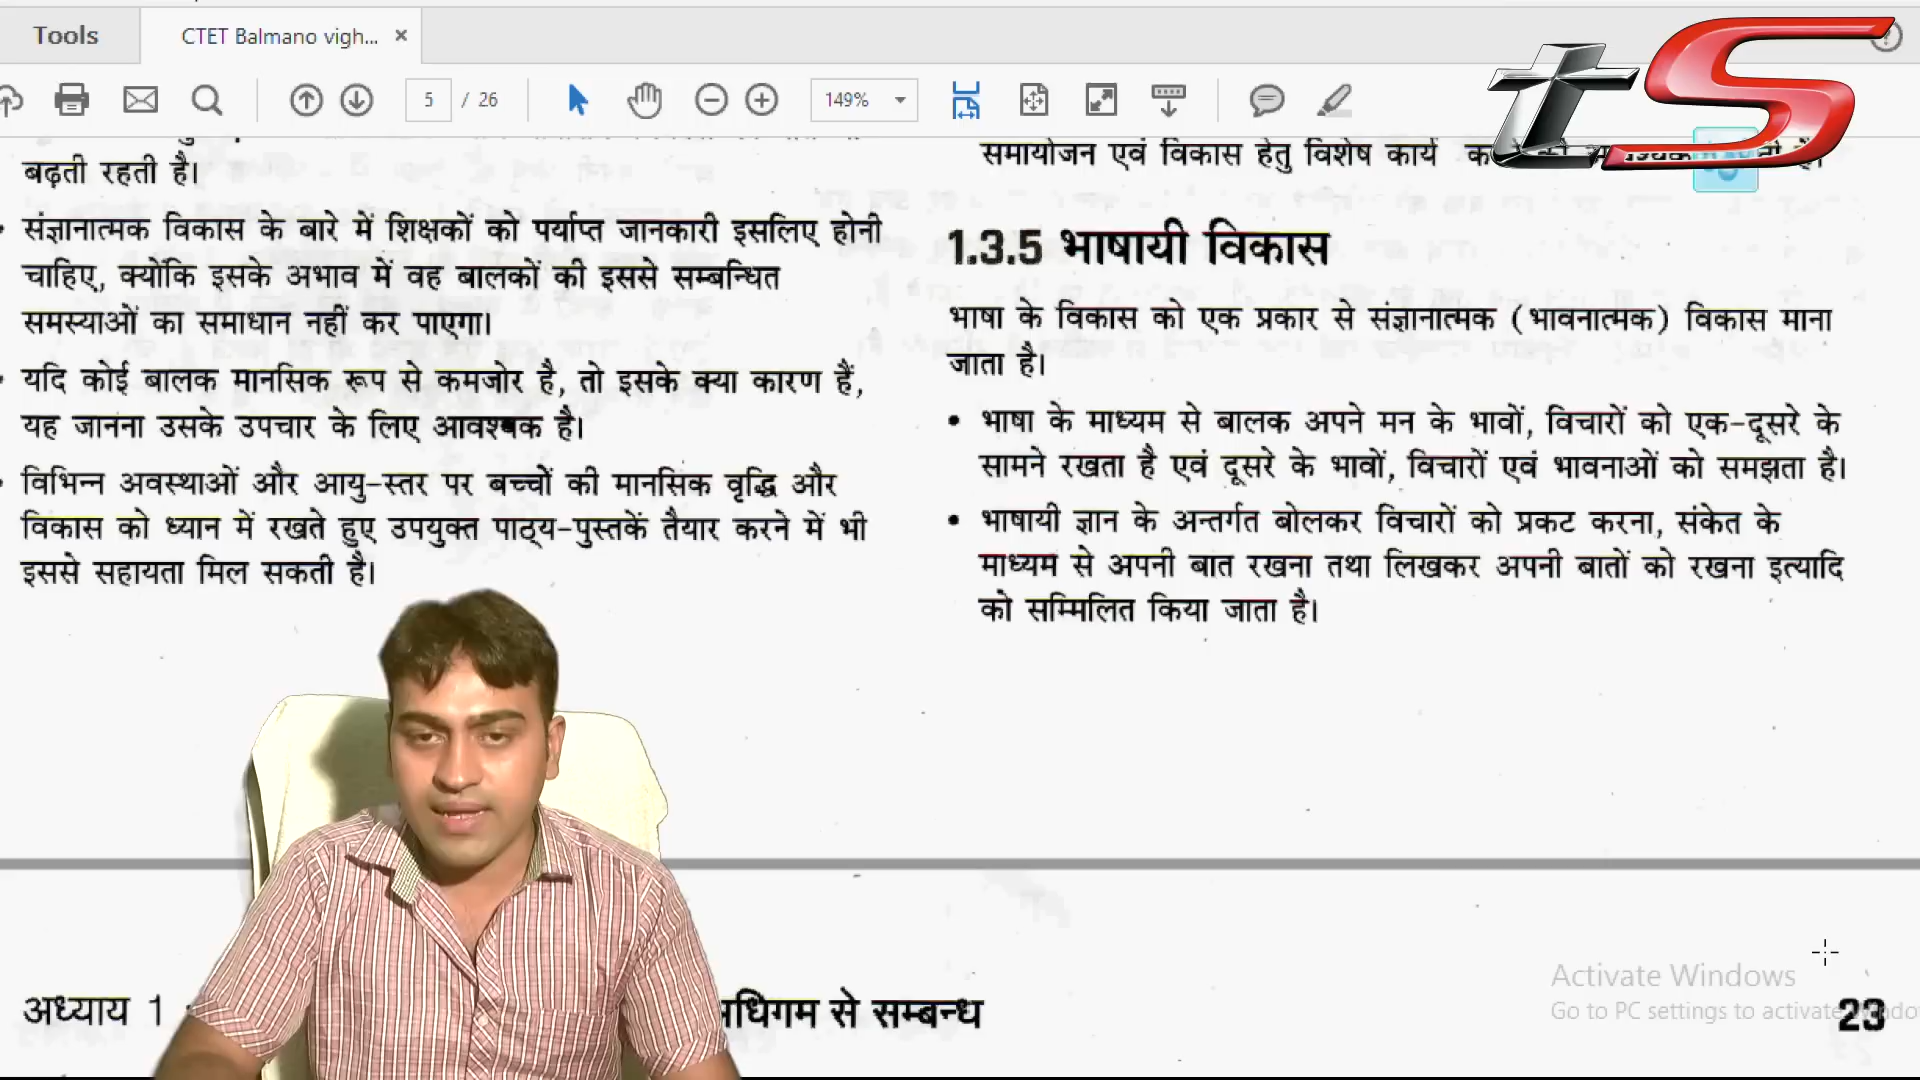 Tools
CTET Balmano vigh...
5 / 26
149%
बढ़ती रहती है।
संज्ञानात्मक विकास के बारे में शिक्षकों को पर्याप्त जानकारी इसलिए होनी
चाहिए, क्योंकि इसके अभाव में वह बालकों की इससे सम्बन्धित
समस्याओं का समाधान नहीं कर पाएगा।
यदि कोई बालक मानसिक रूप से कमजोर है, तो इसके क्या कारण हैं,
यह जानना उसके उपचार के लिए आवश्यक है।
विभिन्न अवस्थाओं और आयु-स्तर पर बच्चों की मानसिक वृद्धि और
विकास को ध्यान में रखते हुए उपयुक्त पाठ्य-पुस्तकें तैयार करने में भी
इससे सहायता मिल सकती है।
समायोजन एवं विकास हेतु विशेष कार्य
1.3.5 भाषायी विकास
भाषा के विकास को एक प्रकार से संज्ञानात्मक (भावनात्मक) विकास माना
जाता है।
• भाषा के माध्यम से बालक अपने मन के भावों, विचारों को एक-दूसरे के
सामने रखता है एवं दूसरे के भावों, विचारों एवं भावनाओं को समझता है।
• भाषायी ज्ञान के अन्तर्गत बोलकर विचारों को प्रकट करना, संकेत के
माध्यम से अपनी बात रखना तथा लिखकर अपनी बातों को रखना इत्यादि
को सम्मिलित किया जाता है।
अध्याय 1
से सम्बन्ध
23
Activate Windows
Go to PC settings to activate
tS